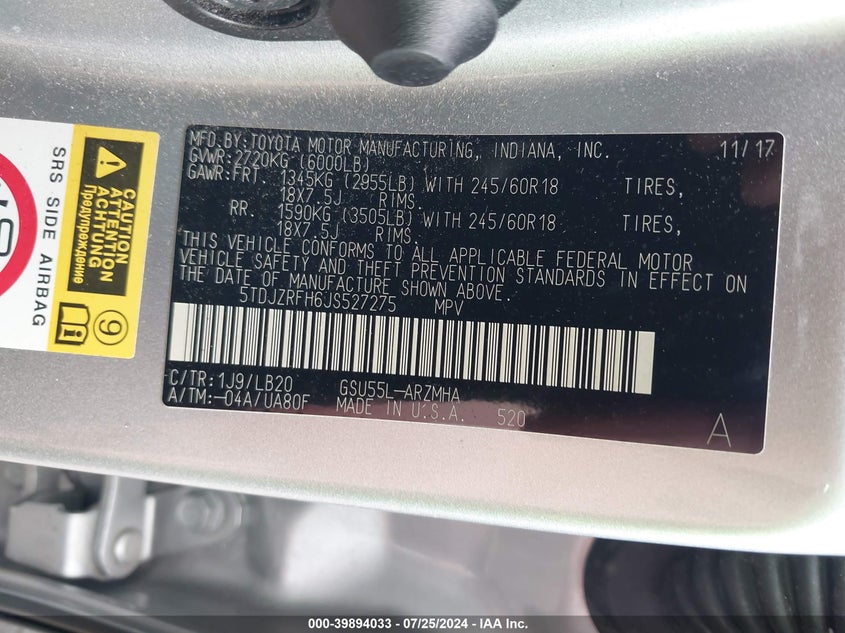 MFD.BY:TOYOTA MOTOR MANUFACTURING, INDIANA, INC. 11/17
GVWR:2720KG (6000LB)
GAWR:FRT. 1345KG (2955LB) WITH 245/60R18 TIRES,
18X7.5J RIMS.
RR. 1590KG (3505LB) WITH 245/60R18 TIRES,
18X7.5J RIMS.
THIS VEHICLE CONFORMS TO ALL APPLICABLE FEDERAL MOTOR
VEHICLE SAFETY AND THEFT PREVENTION STANDARDS IN EFFECT ON
THE DATE OF MANUFACTURE SHOWN ABOVE.
5TDJZRFH6JS527275 MPV
C/TR:1J9/LB20 GSU55L-ARZMHA
A/TM:-04A/UA80F MADE IN U.S.A. 520
A
SRS SIDE AIRBAG
CAUTION
ATTENTION
ACHTUNG
Предупреждение
9
000-39894033 - 07/25/2024 - IAA Inc.